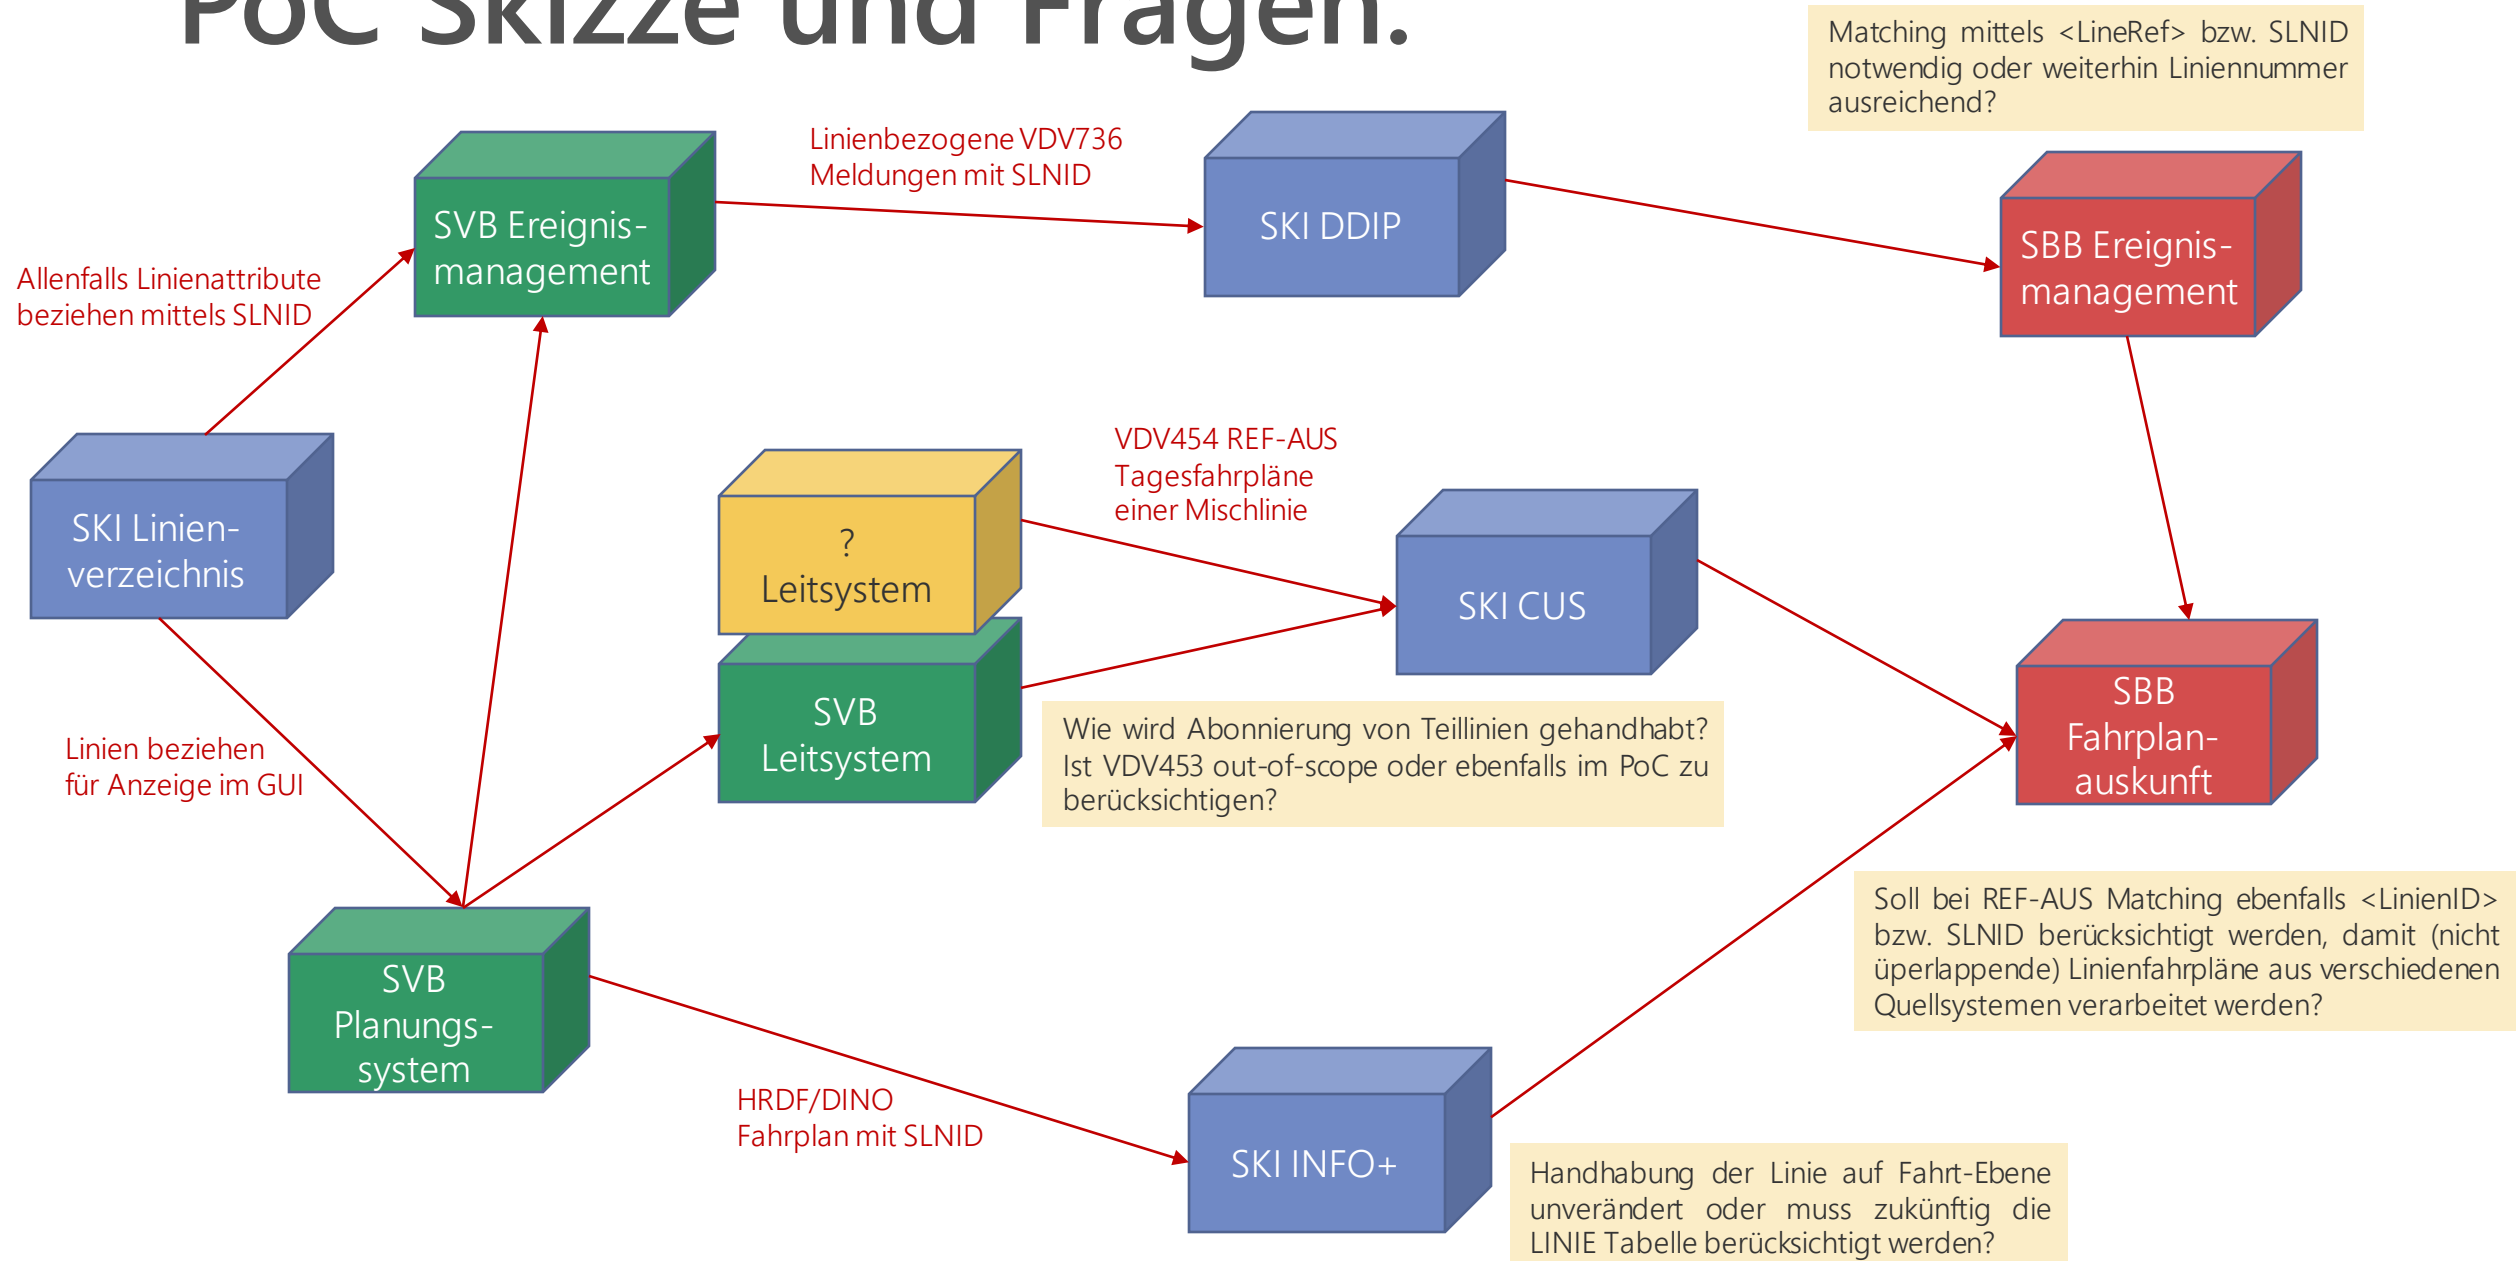 PoC Skizze und Fragen.
Matching mittels <LineRef> bzw. SLNID
notwendig oder weiterhin Liniennummer
ausreichend?
Linienbezogene VDV736
Meldungen mit SLNID
SVB Ereignis-
management
SKI DDIP
SBB Ereignis-
management
Allenfalls Linienattribute
beziehen mittels SLNID
VDV454 REF-AUS
Tagesfahrpläne
einer Mischlinie
SKI Linien-
verzeichnis
?
Leitsystem
SKI CUS
SVB
Leitsystem
SBB
Fahrplan-
auskunft
Linien beziehen
für Anzeige im GUI
Wie wird Abonnierung von Teillinien gehandhabt?
Ist VDV453 out-of-scope oder ebenfalls im PoC zu
berücksichtigen?
Soll bei REF-AUS Matching ebenfalls <LinienID>
bzw. SLNID berücksichtigt werden, damit (nicht
üperlappende) Linienfahrpläne aus verschiedenen
Quellsystemen verarbeitet werden?
SVB
Planungs-
system
HRDF/DINO
Fahrplan mit SLNID
SKI INFO+
Handhabung der Linie auf Fahrt-Ebene
unverändert oder muss zukünftig die
LINIE Tabelle berücksichtigt werden?